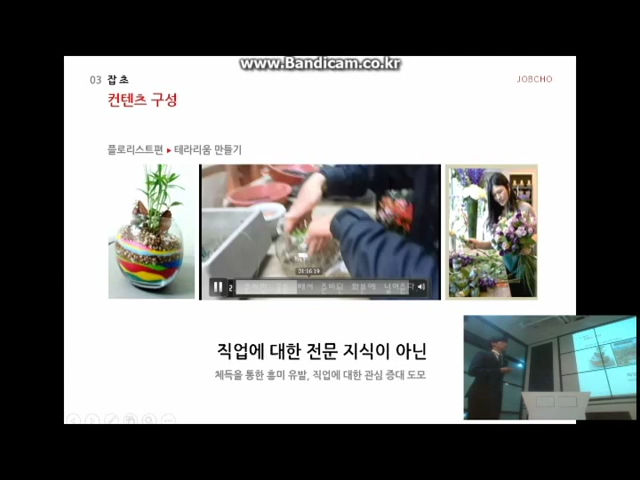 www.Bandicam.co.kr
03 잡초
JOBCHO
컨텐츠 구성
플로리스트편 ▶ 테라리움 만들기
21:16:19
직업에 대한 전문 지식이 아닌
체득을 통한 흥미 유발, 직업에 대한 관심 증대 도모